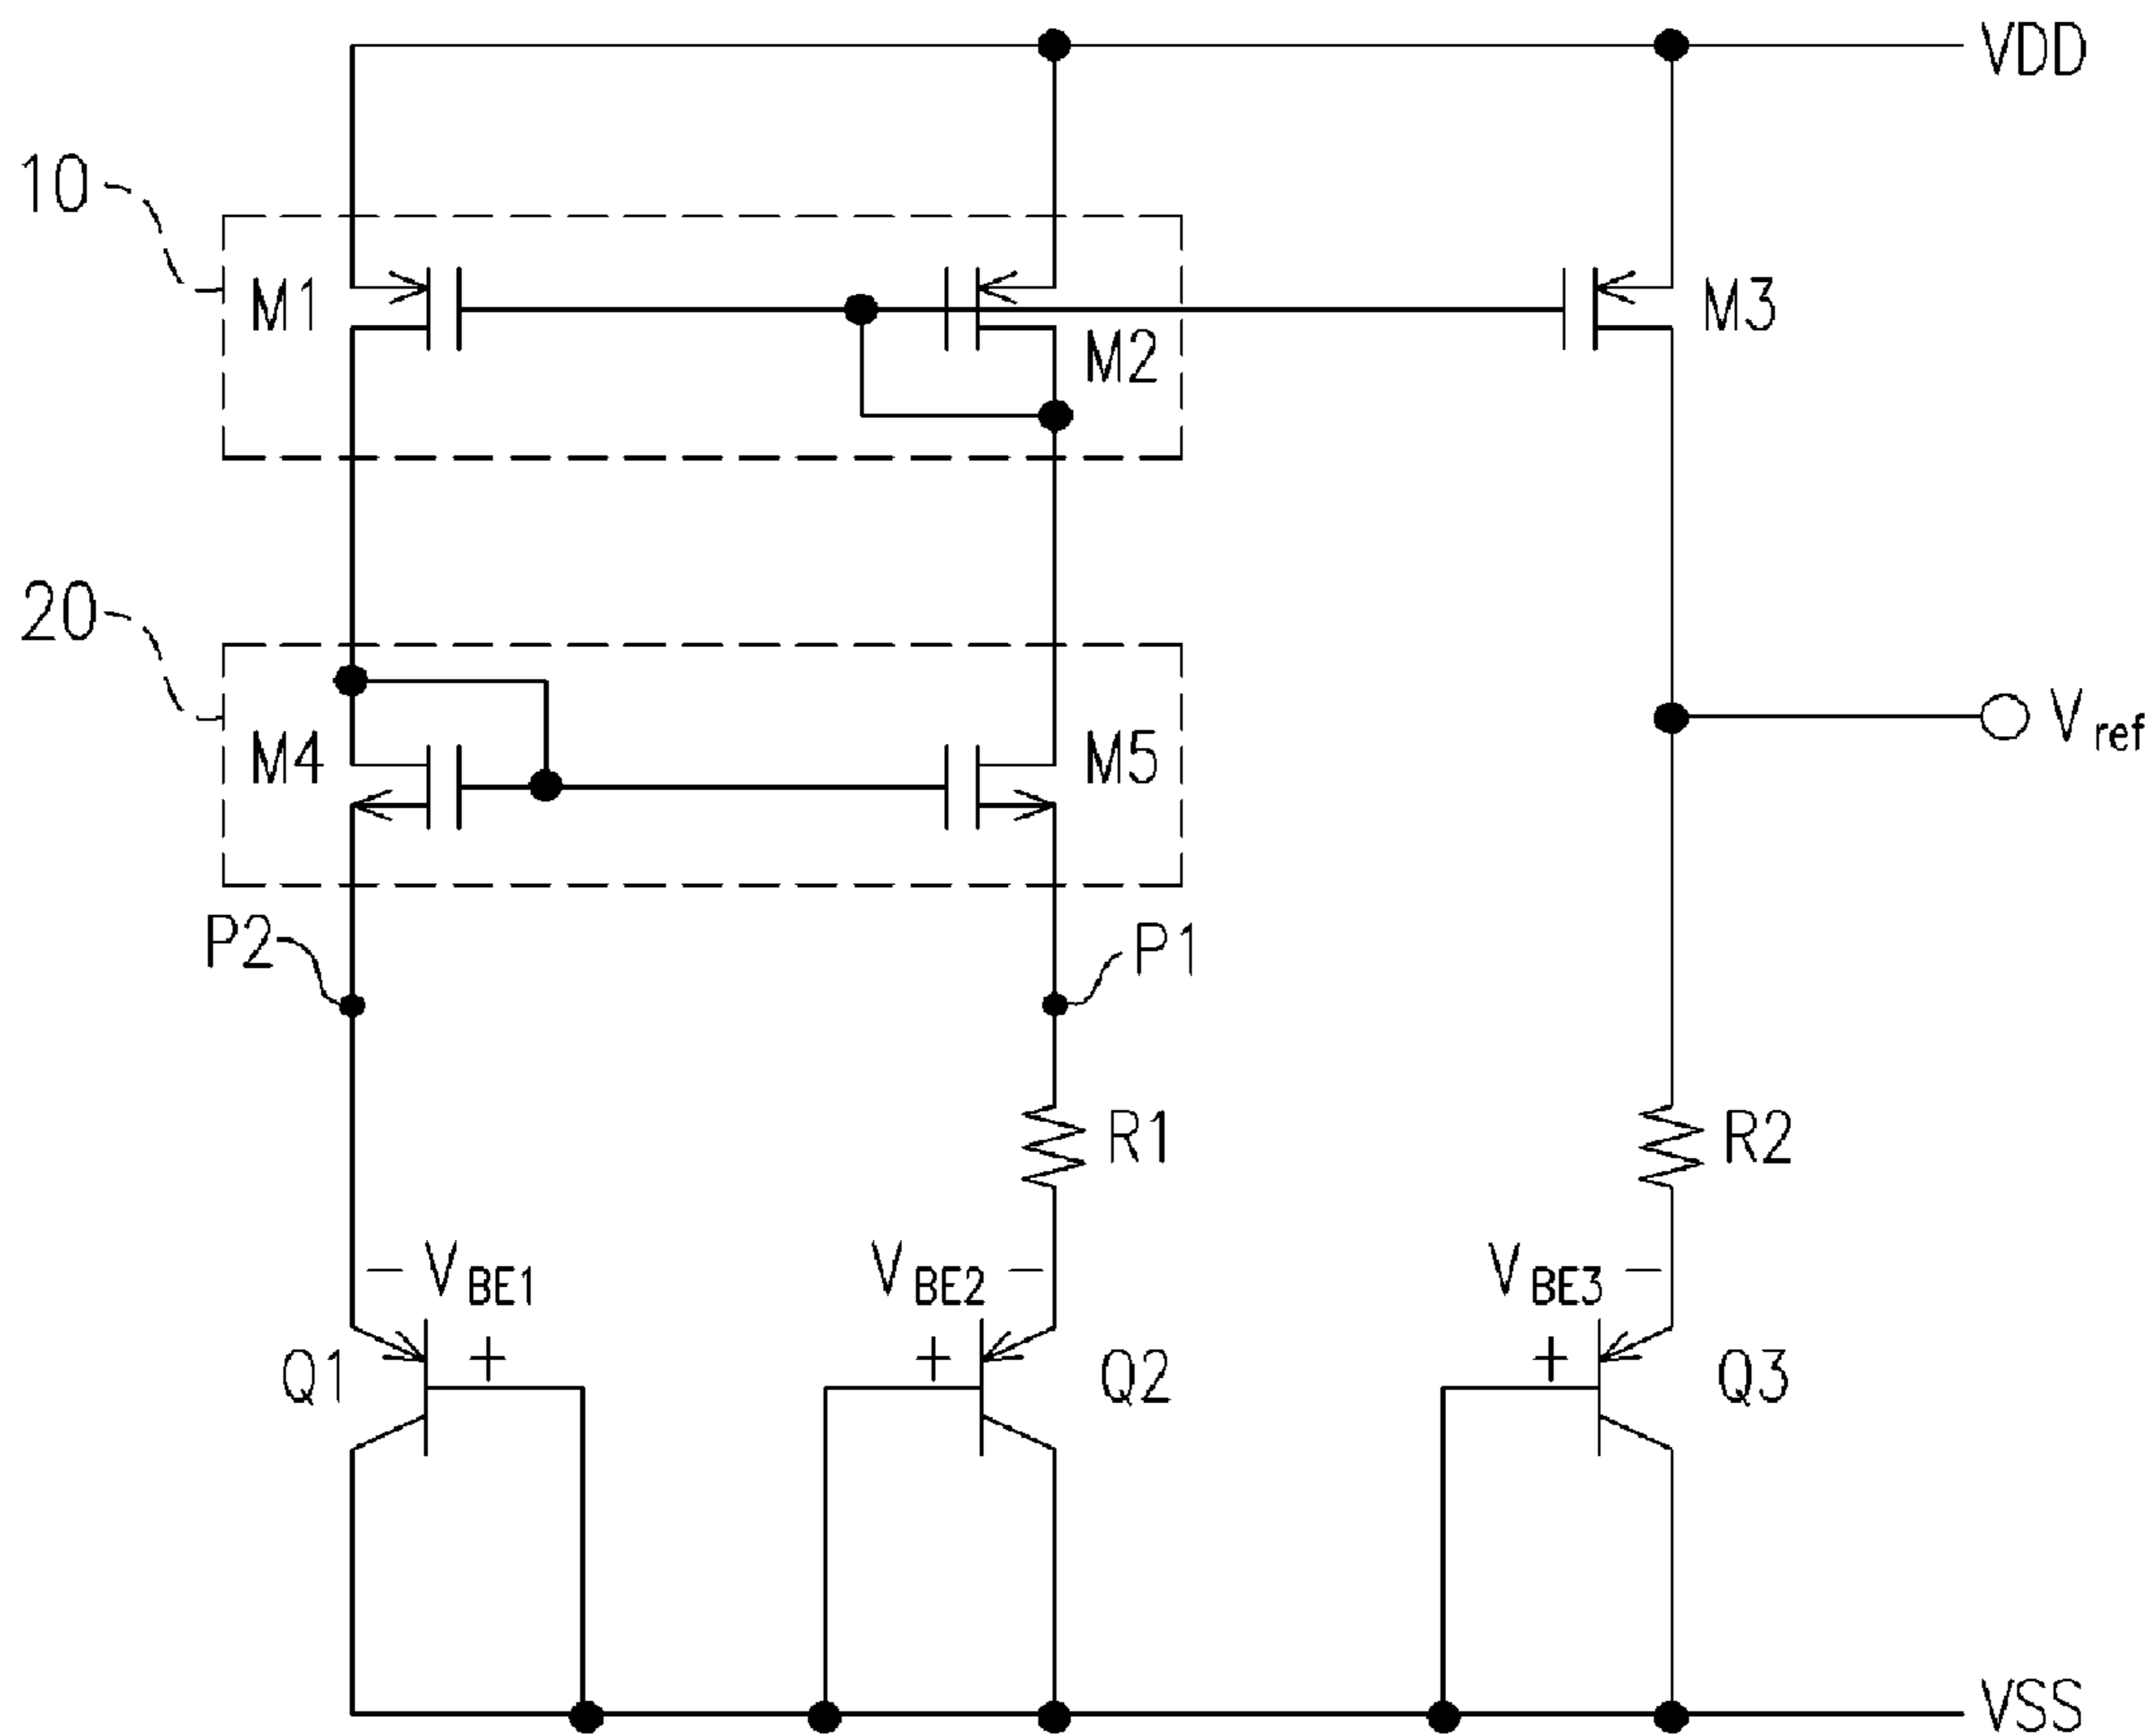 VDD
10
M1
M2
M3
20
M4
M5
Vref
P2
P1
R1
R2
− VBE1
VBE2 −
VBE3 −
Q1
+
+
Q2
+
Q3
VSS